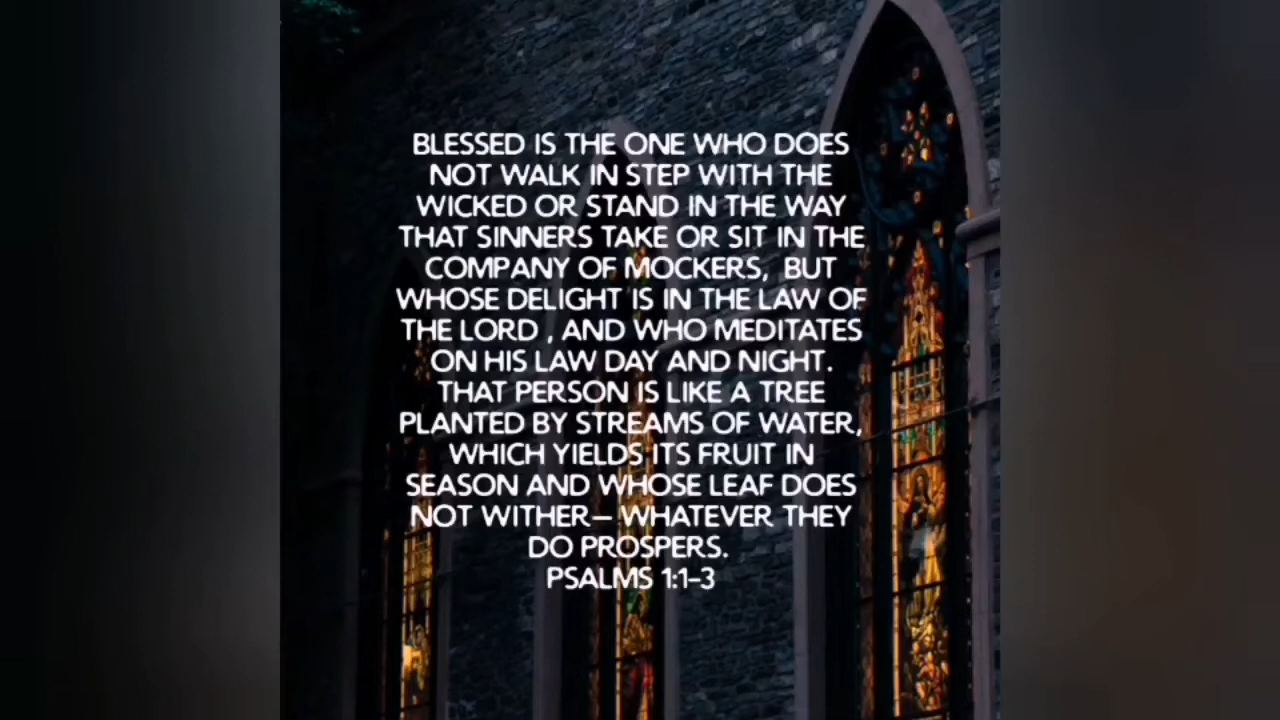 BLESSED IS THE ONE WHO DOES
NOT WALK IN STEP WITH THE
WICKED OR STAND IN THE WAY
THAT SINNERS TAKE OR SIT IN THE
COMPANY OF MOCKERS, BUT
WHOSE DELIGHT IS IN THE LAW OF
THE LORD , AND WHO MEDITATES
ON HIS LAW DAY AND NIGHT.
THAT PERSON IS LIKE A TREE
PLANTED BY STREAMS OF WATER,
WHICH YIELDS ITS FRUIT IN
SEASON AND WHOSE LEAF DOES
NOT WITHER— WHATEVER THEY
DO PROSPERS.
PSALMS 1:1-3